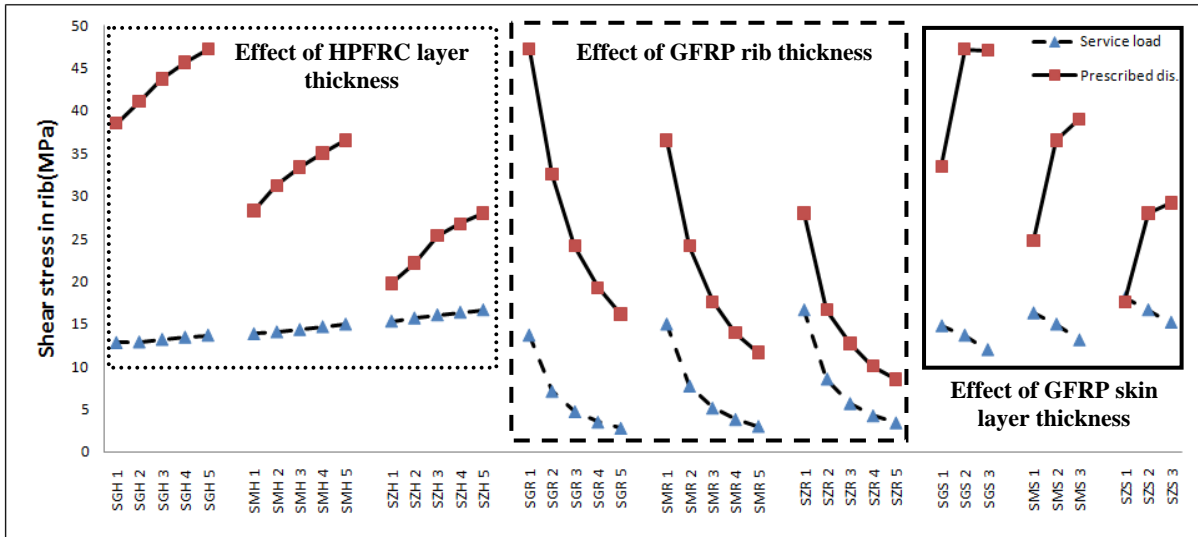 50
45
40
35
30
25
20
15
10
5
0
Shear stress in rib(MPa)
Effect of HPFRC layer
thickness
Effect of GFRP rib thickness
Service load
Prescribed dis.
Effect of GFRP skin
layer thickness
SGH 1
SGH 2
SGH 3
SGH 4
SGH 5
SMH 1
SMH 2
SMH 3
SMH 4
SMH 5
SZH 1
SZH 2
SZH 3
SZH 4
SZH 5
SGR 1
SGR 2
SGR 3
SGR 4
SGR 5
SMR 1
SMR 2
SMR 3
SMR 4
SMR 5
SZR 1
SZR 2
SZR 3
SZR 4
SZR 5
SGS 1
SGS 2
SGS 3
SMS 1
SMS 2
SMS 3
SZS 1
SZS 2
SZS 3